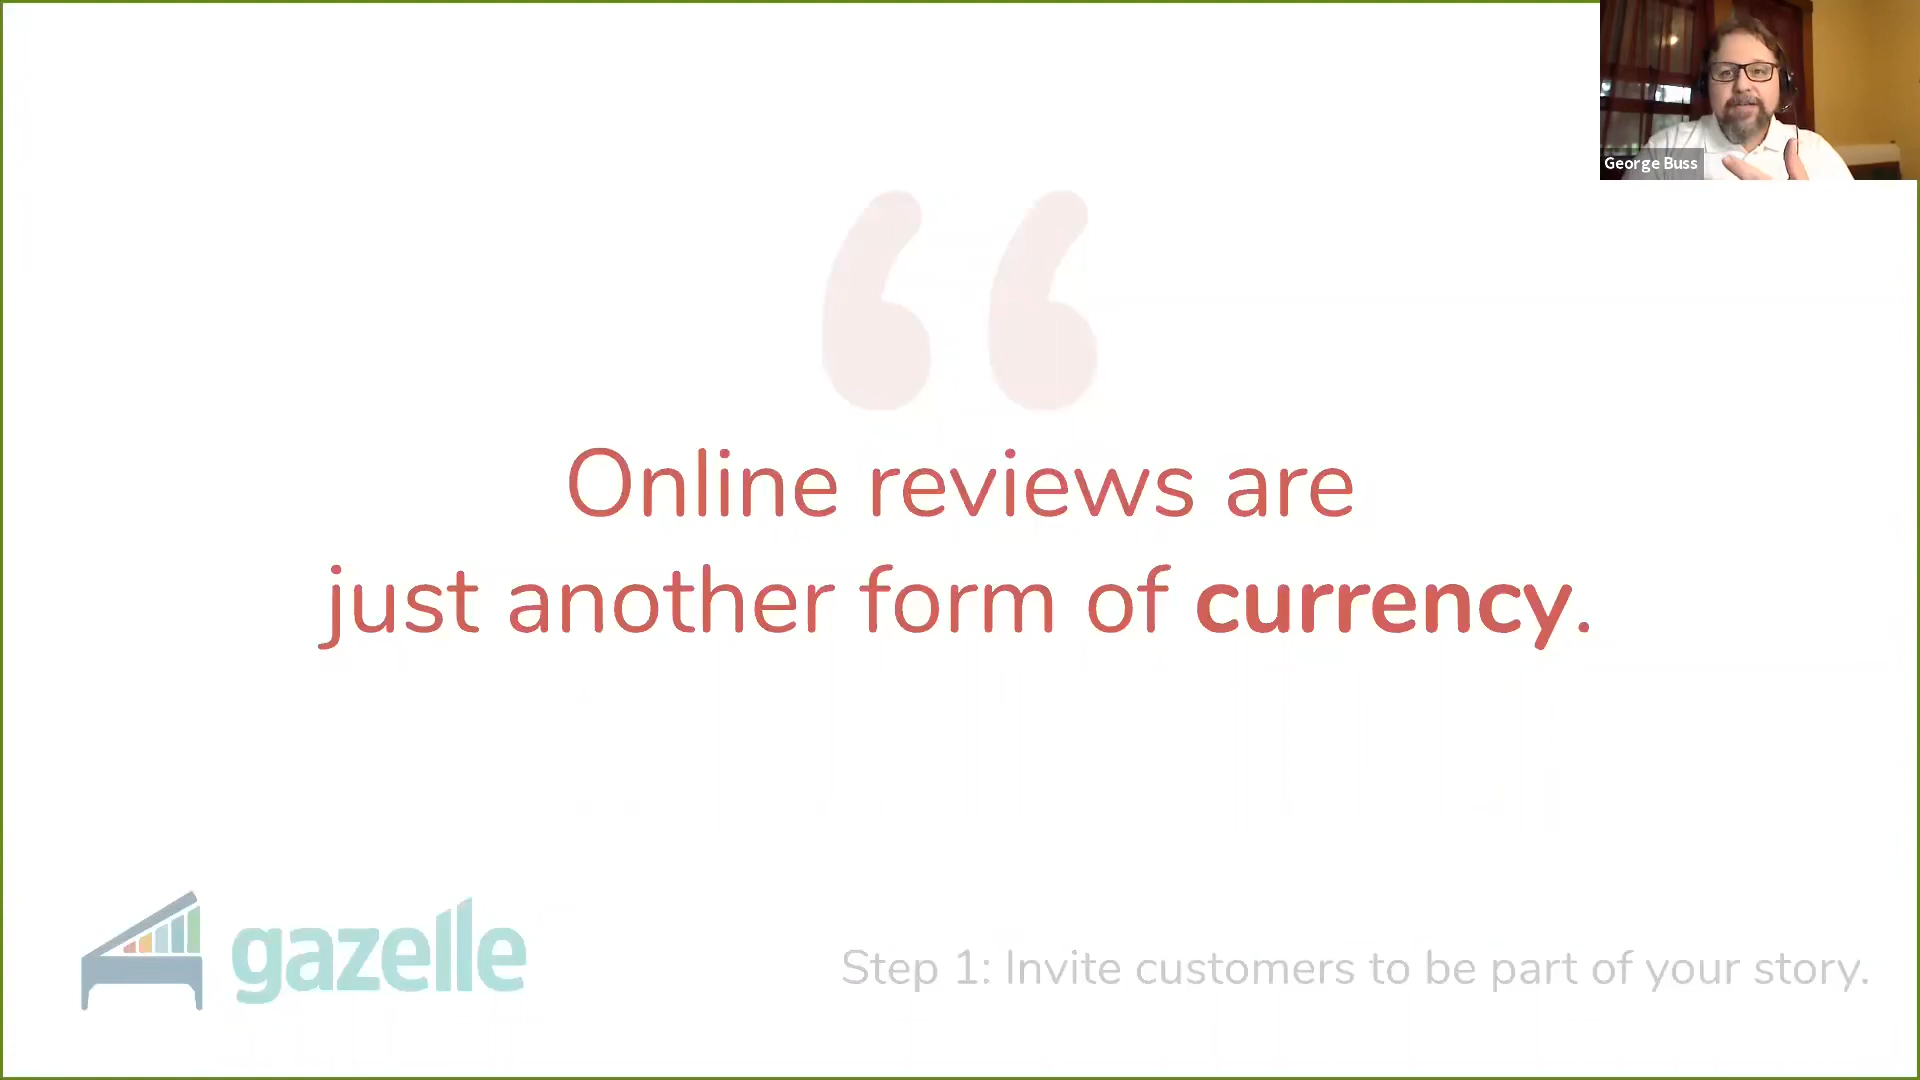 George Buss
Online reviews are
just another form of currency.
gazelle
Step 1: Invite customers to be part of your story.